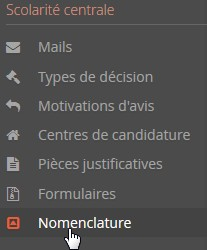 Scolarité centrale
Mails
Types de décision
Motivations d'avis
Centres de candidature
Pièces justificatives
Formulaires
Nomenclature